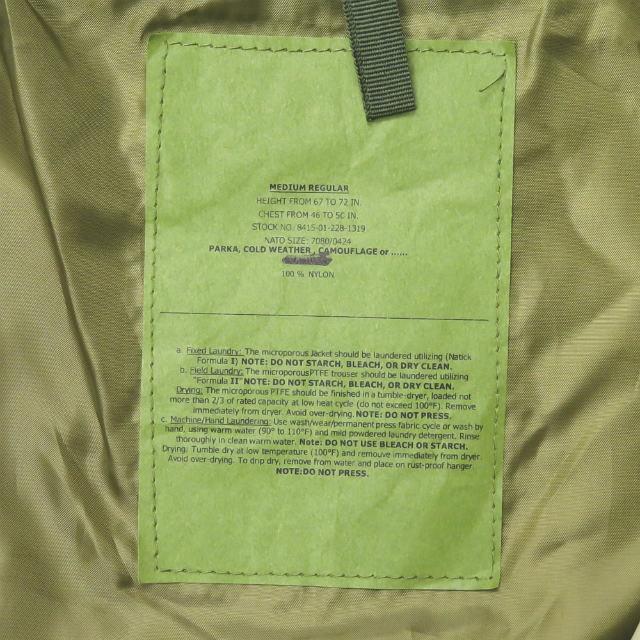 MEDIUM REGULAR
HEIGHT FROM 67 TO 72 IN.
CHEST FROM 46 TO 50 IN.
STOCK NO. 8415-01-228-1319
NATO SIZE: 7080/0424
PARKA, COLD WEATHER , CAMOUFLAGE or ......
100 % NYLON
a. Fixed Laundry: The microporous Jacket should be laundered utilizing (Natick
Formula I) NOTE: DO NOT STARCH, BLEACH, OR DRY CLEAN.
b. Field Laundry: The microporousPTFE trouser should be laundered utilizing
"Formula II"NOTE: DO NOT STARCH, BLEACH, OR DRY CLEAN.
Drying: The microporous PTFE should be finished in a tumble-dryer, loaded not
more than 2/3 of rated capacity at low heat cycle (do not exceed 100°F). Remove
immediately from dryer. Avoid over-drying. NOTE: DO NOT PRESS.
c. Machine/Hand Laundering: Use wash/wear/permanent press fabric cycle or wash by
hand, using warm water (90° to 110°F) and mild powdered laundry detergent. Rinse
thoroughly in clean warm water. Note: DO NOT USE BLEACH OR STARCH.
Drying: Tumble dry at low temperature (100°F) and remouve immediately from dryer.
Avoid over-drying. To drip dry, remove from water and place on rust-proof hanger.
NOTE:DO NOT PRESS.